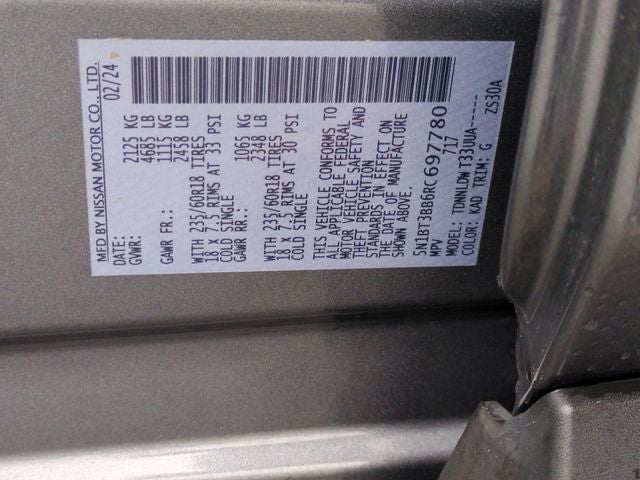 MFD BY NISSAN MOTOR CO., LTD.
DATE: 02/24
GVWR: 2125 KG
4685 LB
GAWR FR.: 1115 KG
2458 LB
WITH 235/60R18 TIRES
18 X 7.5 RIMS AT 33 PSI
COLD SINGLE
GAWR RR.: 1065 KG
2348 LB
WITH 235/60R18 TIRES
18 X 7.5 RIMS AT 30 PSI
COLD SINGLE
THIS VEHICLE CONFORMS TO
ALL APPLICABLE FEDERAL
MOTOR VEHICLE SAFETY AND
THEFT PREVENTION
STANDARDS IN EFFECT ON
THE DATE OF MANUFACTURE
SHOWN ABOVE.
5N1BT3BB6RC697780
MPV 717
MODEL: TDNNLDW T33UUA-----
COLOR: KAD TRIM: G ZS30A